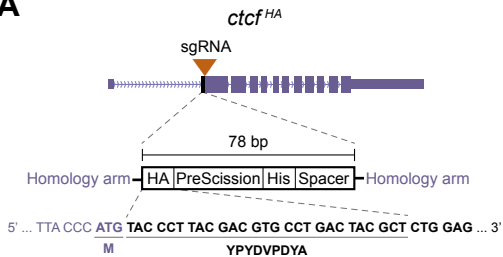 A
ctcf HA
sgRNA
78 bp
Homology arm HA PreScission His Spacer Homology arm
5' ... TTA CCC ATG TAC CCT TAC GAC GTG CCT GAC TAC GCT CTG GAG ... 3'
M YPYDVPDYA